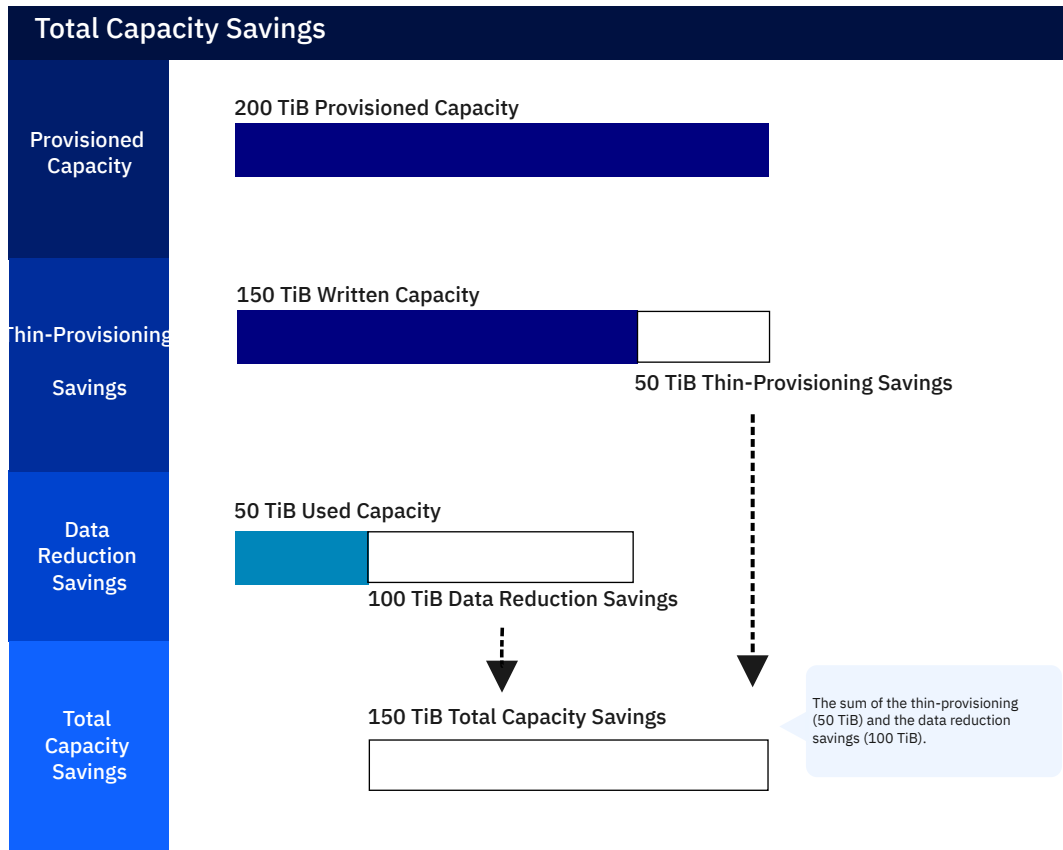 Total Capacity Savings
Provisioned
Capacity
200 TiB Provisioned Capacity
Thin-Provisioning
Savings
150 TiB Written Capacity
50 TiB Thin-Provisioning Savings
Data
Reduction
Savings
50 TiB Used Capacity
100 TiB Data Reduction Savings
Total
Capacity
Savings
150 TiB Total Capacity Savings
The sum of the thin-provisioning
(50 TiB) and the data reduction
savings (100 TiB).